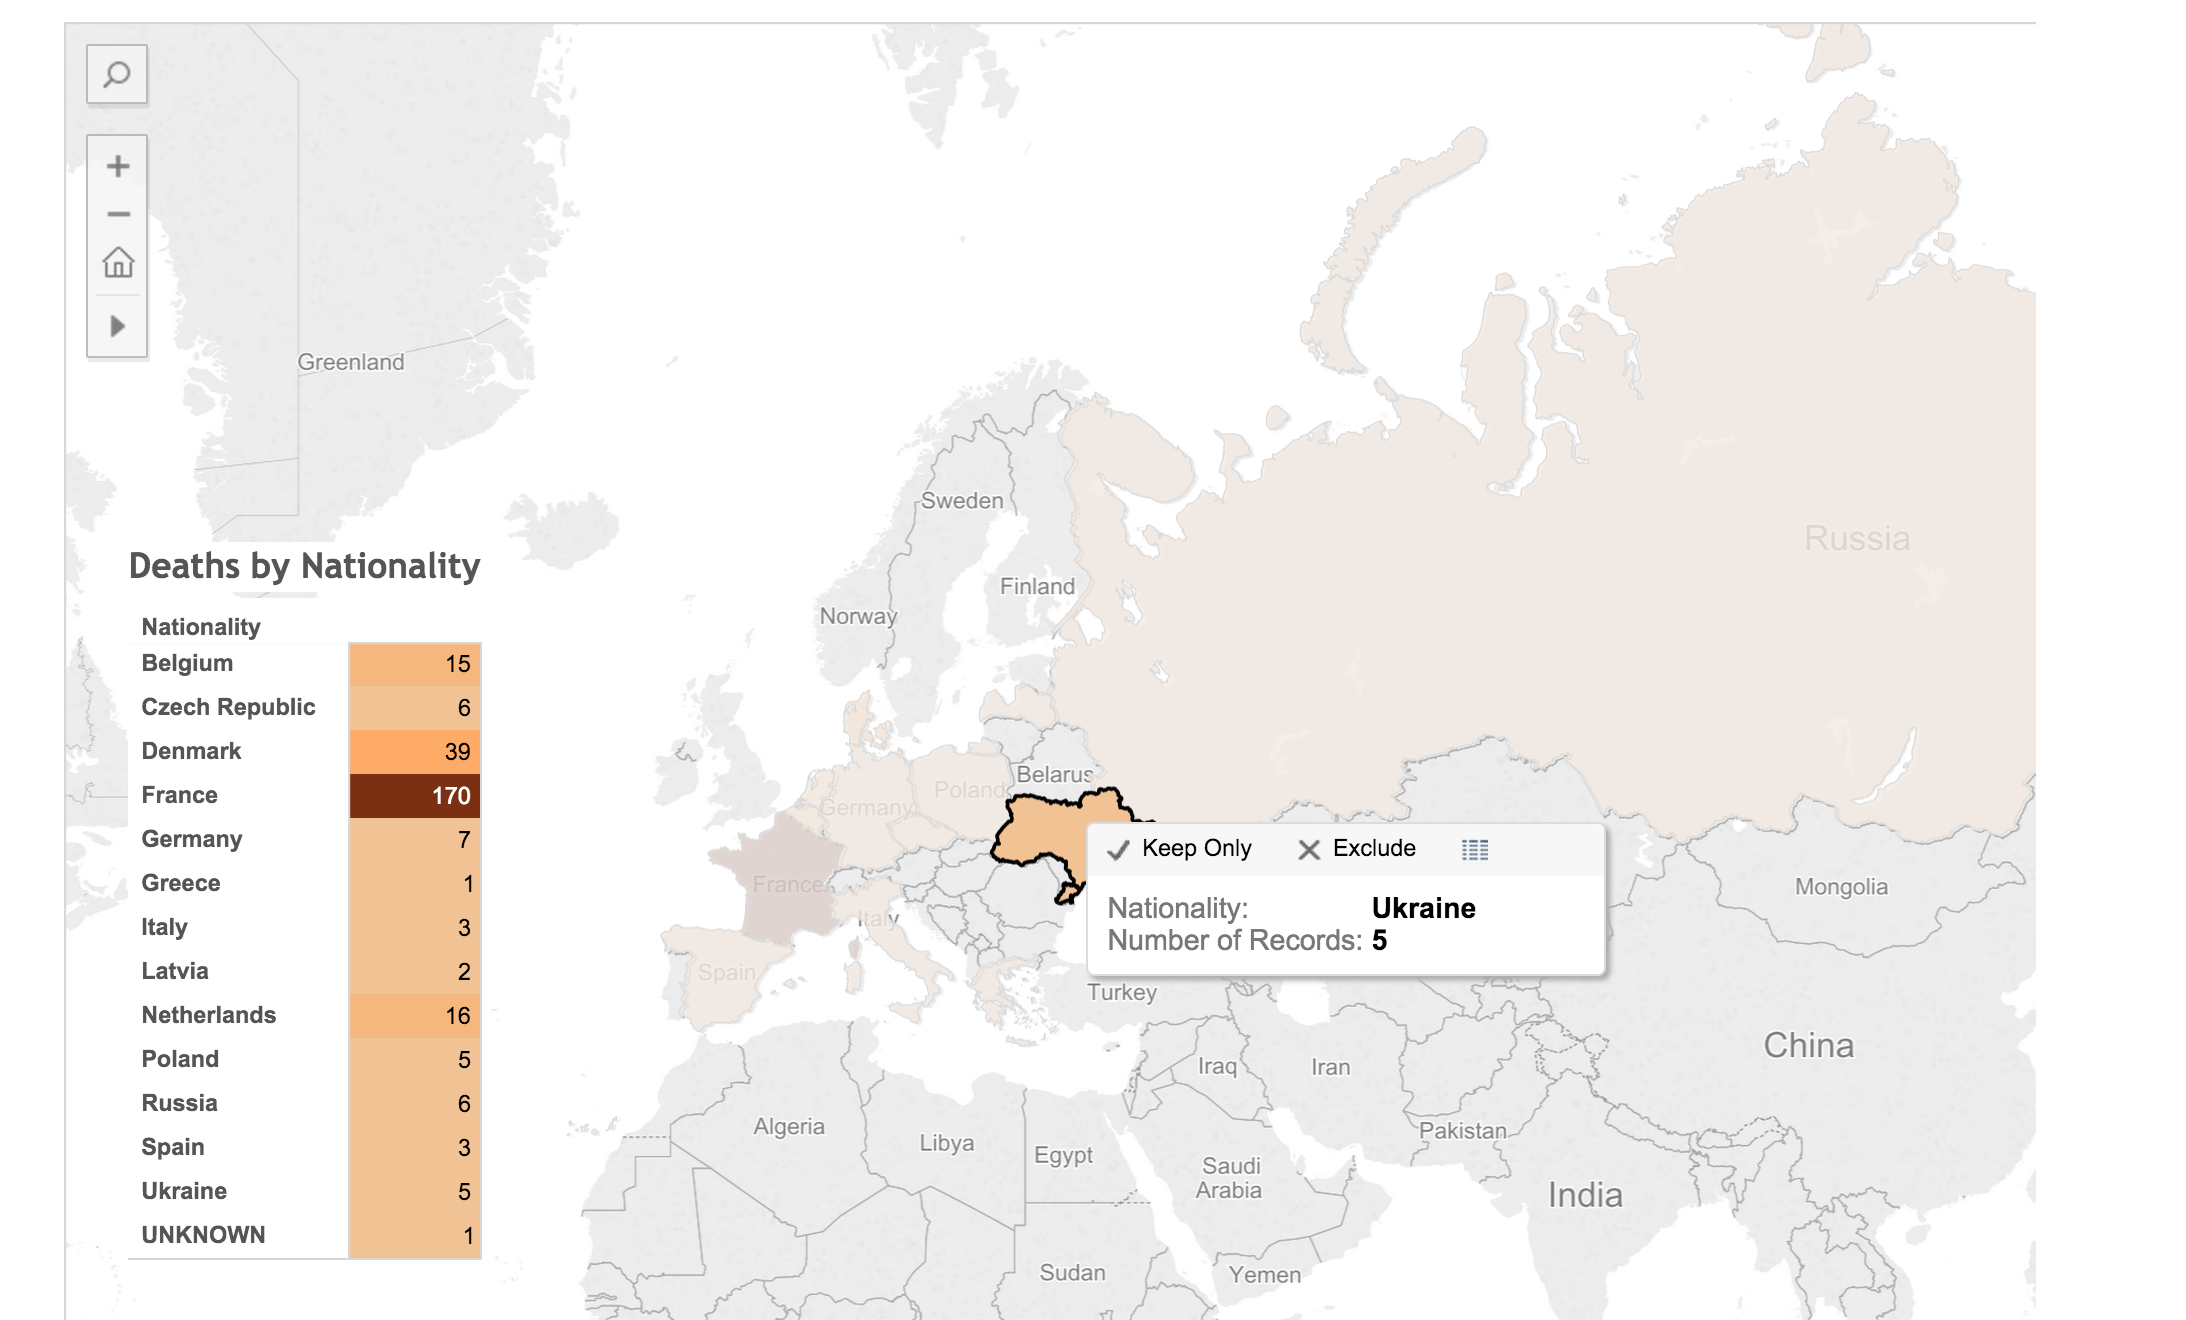 Greenland
Sweden
Finland
Norway
Russia
Deaths by Nationality
Nationality
Belgium 15
Czech Republic 6
Denmark 39
France 170
Germany 7
Greece 1
Italy 3
Latvia 2
Netherlands 16
Poland 5
Russia 6
Spain 3
Ukraine 5
UNKNOWN 1
Belarus
Poland
Germany
France
Italy
Spain
Keep Only Exclude
Nationality: Ukraine
Number of Records: 5
Turkey
Mongolia
China
Iraq
Iran
Pakistan
Algeria
Libya
Egypt
Saudi
Arabia
India
Sudan
Yemen